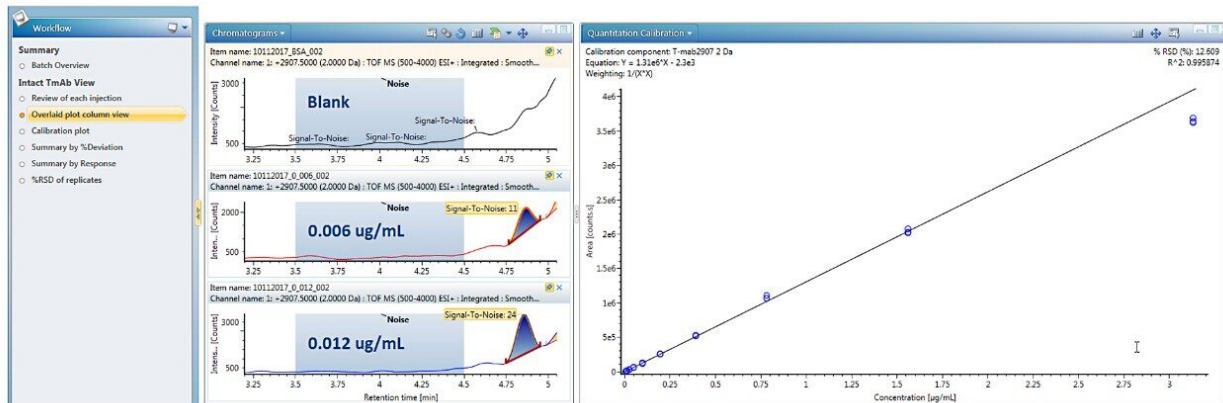 Workflow
Summary
Batch Overview
Intact TmAb View
Review of each injection
Overlaid plot column view
Calibration plot
Summary by %Deviation
Summary by Response
%RSD of replicates
Chromatograms
Item name: 10112017_BSA_002
Channel name: 1: +2907.5000 (2.0000 Da) : TOF MS (500-4000) ESI+ : Integrated : Smooth...
Noise
Blank
Signal-To-Noise:
Signal-To-Noise:
Signal-To-Noise:
Intensity [Counts]
3000
500
3.25 3.5 3.75 4 4.25 4.5 4.75 5
Item name: 10112017_0_006_002
Channel name: 1: +2907.5000 (2.0000 Da) : TOF MS (500-4000) ESI+ : Integrated : Smooth...
Noise
Signal-To-Noise: 11
0.006 ug/mL
Inten... [Counts]
2000
500
3.25 3.5 3.75 4 4.25 4.5 4.75 5
Item name: 10112017_0_012_002
Channel name: 1: +2907.5000 (2.0000 Da) : TOF MS (500-4000) ESI+ : Integrated : Smooth...
Noise
Signal-To-Noise: 24
0.012 ug/mL
Intens... [Counts]
3000
500
3.25 3.5 3.75 4 4.25 4.5 4.75 5
Retention time [min]
Quantitation Calibration
Calibration component: T-mab2907 2 Da
Equation: Y = 1.31e6*X - 2.3e3
Weighting: 1/(X*X)
% RSD (%): 12.609
R^2: 0.995874
Area [counts.s]
4e6
3.5e6
3e6
2.5e6
2e6
1.5e6
1e6
5e5
0
0 0.25 0.5 0.75 1 1.25 1.5 1.75 2 2.25 2.5 2.75 3
Concentration [µg/mL]